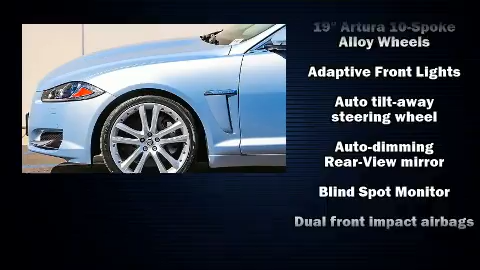 19" Artura 10-Spoke
Alloy Wheels
Adaptive Front Lights
Auto tilt-away
steering wheel
Auto-dimming
Rear-View mirror
Blind Spot Monitor
Dual front impact airbags